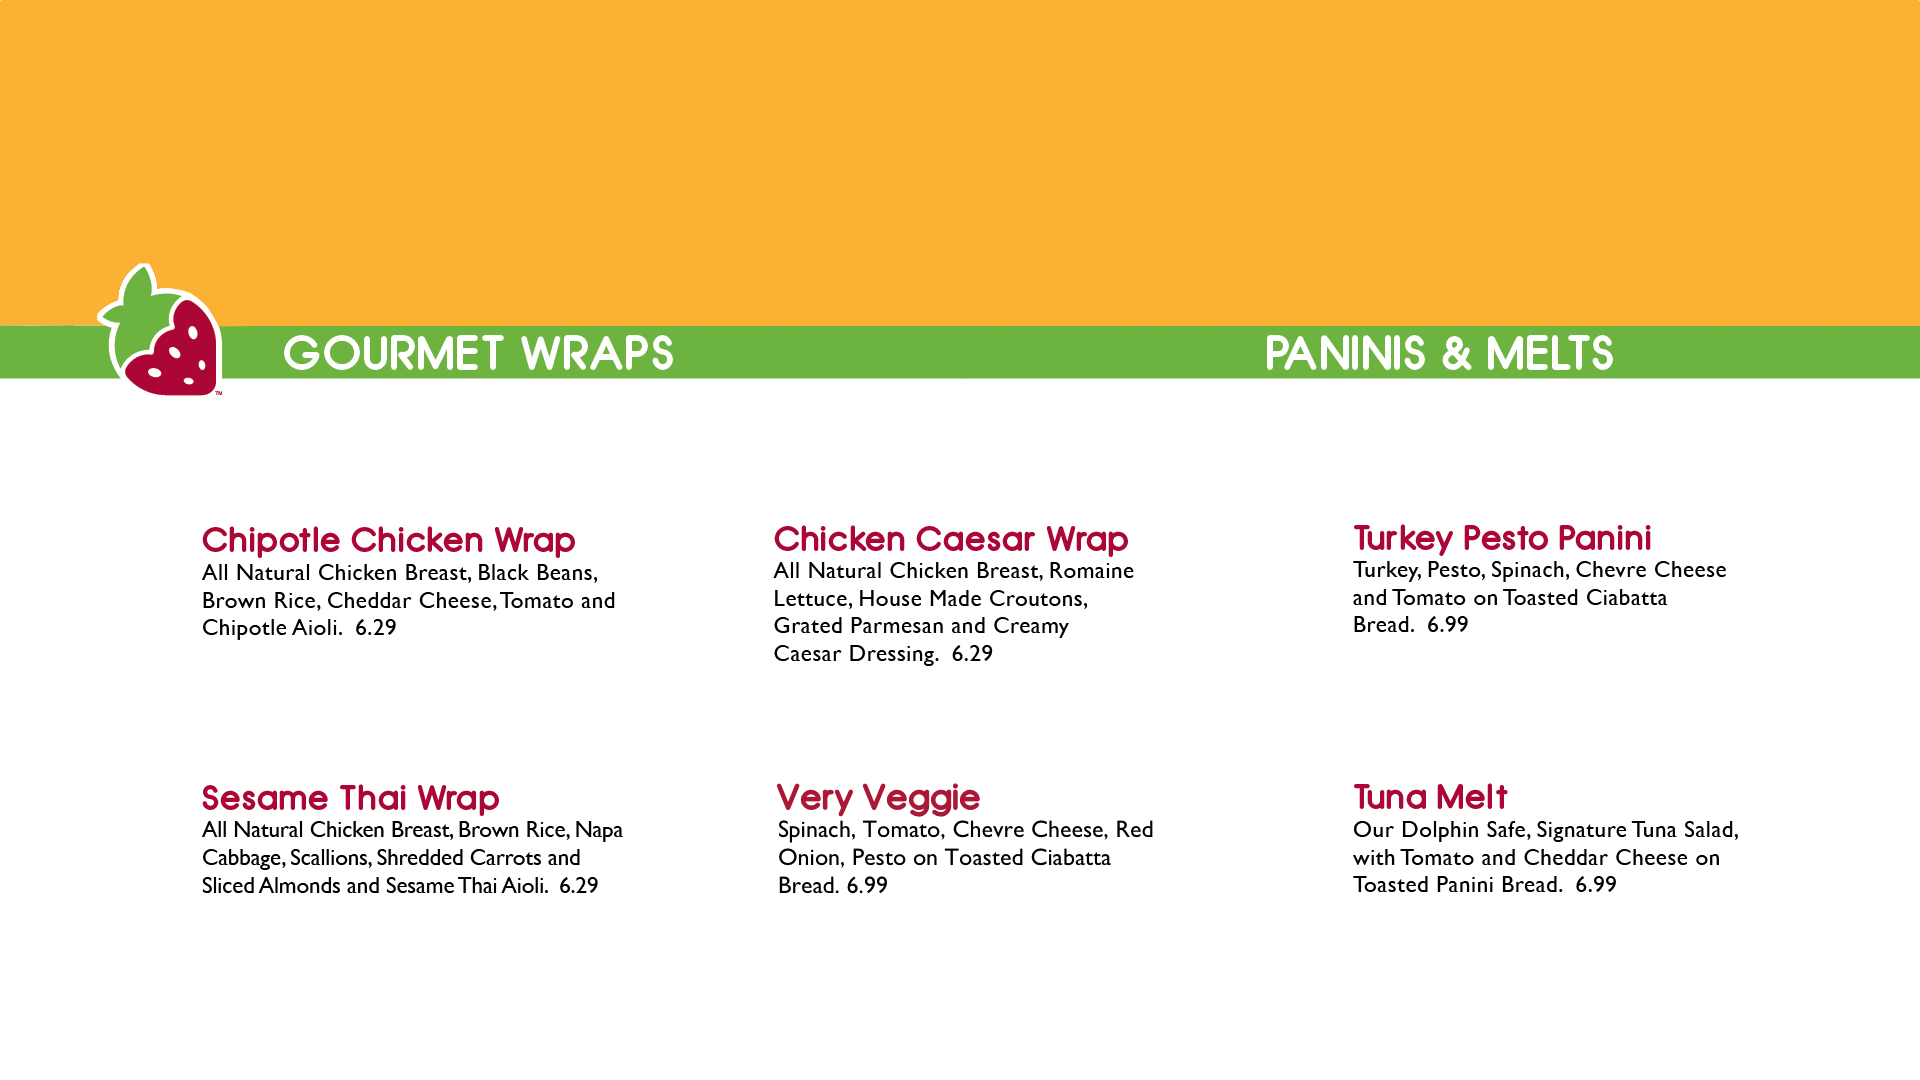 GOURMET WRAPS
PANINIS & MELTS
Chipotle Chicken Wrap
All Natural Chicken Breast, Black Beans,
Brown Rice, Cheddar Cheese, Tomato and
Chipotle Aioli.  6.29
Chicken Caesar Wrap
All Natural Chicken Breast, Romaine
Lettuce, House Made Croutons,
Grated Parmesan and Creamy
Caesar Dressing.  6.29
Turkey Pesto Panini
Turkey, Pesto, Spinach, Chevre Cheese
and Tomato on Toasted Ciabatta
Bread.  6.99
Sesame Thai Wrap
All Natural Chicken Breast, Brown Rice, Napa
Cabbage, Scallions, Shredded Carrots and
Sliced Almonds and Sesame Thai Aioli.  6.29
Very Veggie
Spinach, Tomato, Chevre Cheese, Red
Onion, Pesto on Toasted Ciabatta
Bread. 6.99
Tuna Melt
Our Dolphin Safe, Signature Tuna Salad,
with Tomato and Cheddar Cheese on
Toasted Panini Bread.  6.99
TM